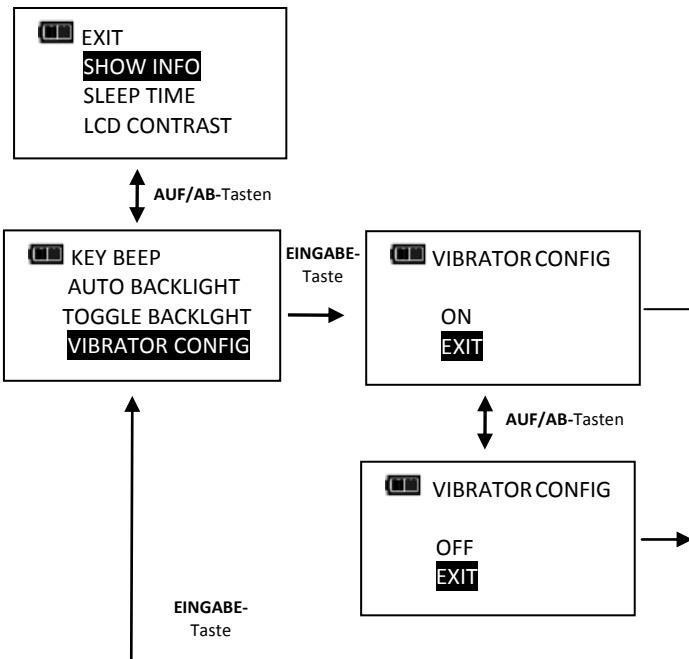 EXIT
SHOW INFO
SLEEP TIME
LCD CONTRAST
AUF/AB-Tasten
KEY BEEP
AUTO BACKLIGHT
TOGGLE BACKLGHT
VIBRATOR CONFIG
EINGABE-
Taste
VIBRATOR CONFIG
ON
EXIT
AUF/AB-Tasten
VIBRATOR CONFIG
OFF
EXIT
EINGABE-
Taste